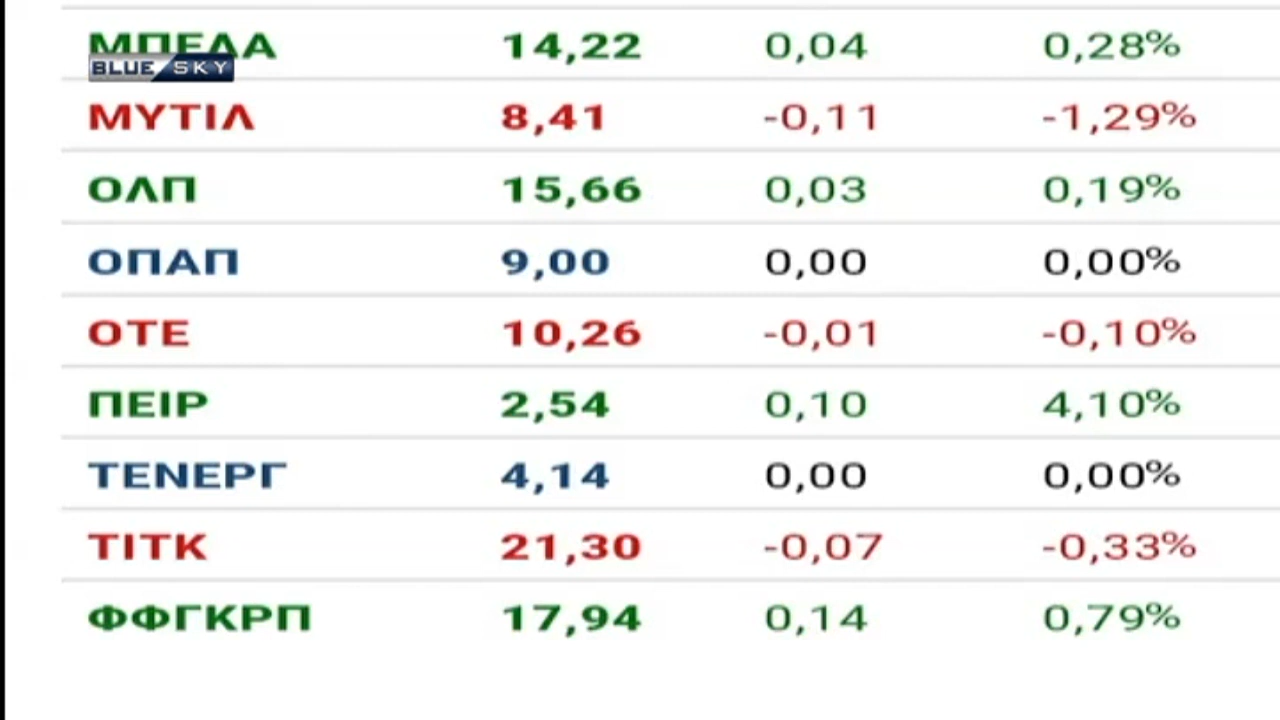 ΜΠΕΛΑ 14,22 0,04 0,28%
BLUE SKY
ΜΥΤΙΛ 8,41 -0,11 -1,29%
ΟΛΠ 15,66 0,03 0,19%
ΟΠΑΠ 9,00 0,00 0,00%
ΟΤΕ 10,26 -0,01 -0,10%
ΠΕΙΡ 2,54 0,10 4,10%
ΤΕΝΕΡΓ 4,14 0,00 0,00%
ΤΙΤΚ 21,30 -0,07 -0,33%
ΦΦΓΚΡΠ 17,94 0,14 0,79%